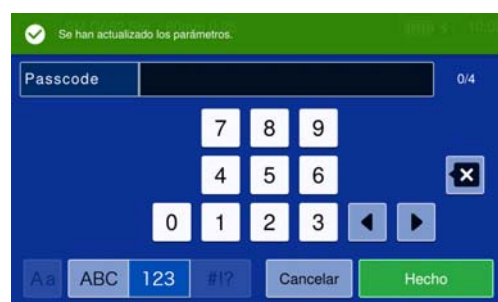 Se han actualizado los parámetros.
Passcode 0/4
7 8 9
4 5 6
0 1 2 3
Aa ABC 123 #!? Cancelar Hecho